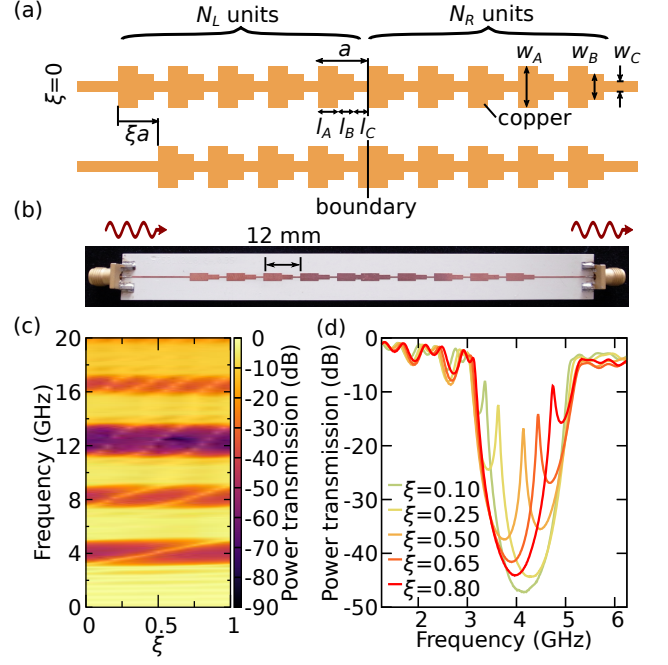 (a)
N_L units
N_R units
a
w_A
w_B
w_C
ξ=0
l_A
l_B
l_C
copper
ξa
boundary
(b)
12 mm
(c)
(d)
20
16
12
8
4
0
Frequency (GHz)
0
0.5
1
ξ
0
-10
-20
-30
-40
-50
-60
-70
-80
-90
Power transmission (dB)
0
-10
-20
-30
-40
-50
Power transmission (dB)
ξ=0.10
ξ=0.25
ξ=0.50
ξ=0.65
ξ=0.80
2
3
4
5
6
Frequency (GHz)